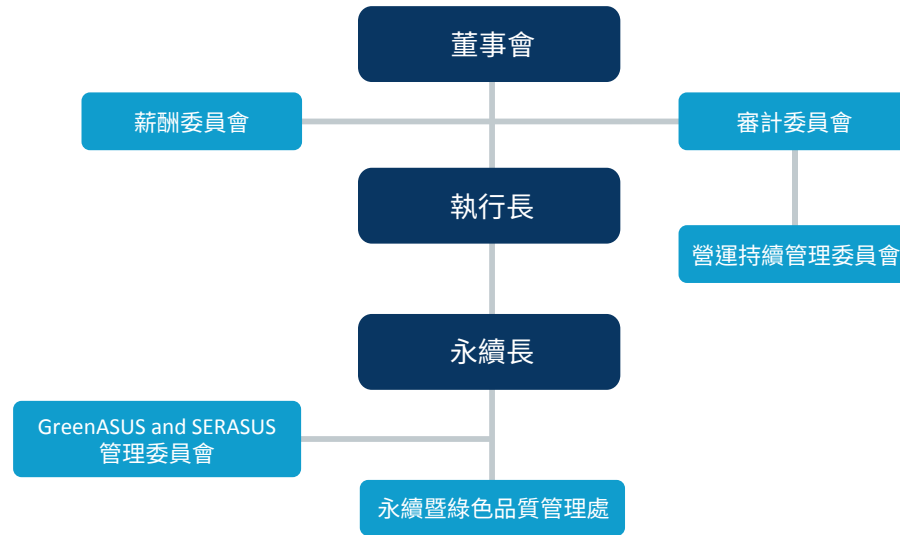 董事會
薪酬委員會
審計委員會
執行長
營運持續管理委員會
永續長
GreenASUS and SERASUS
管理委員會
永續暨綠色品質管理處